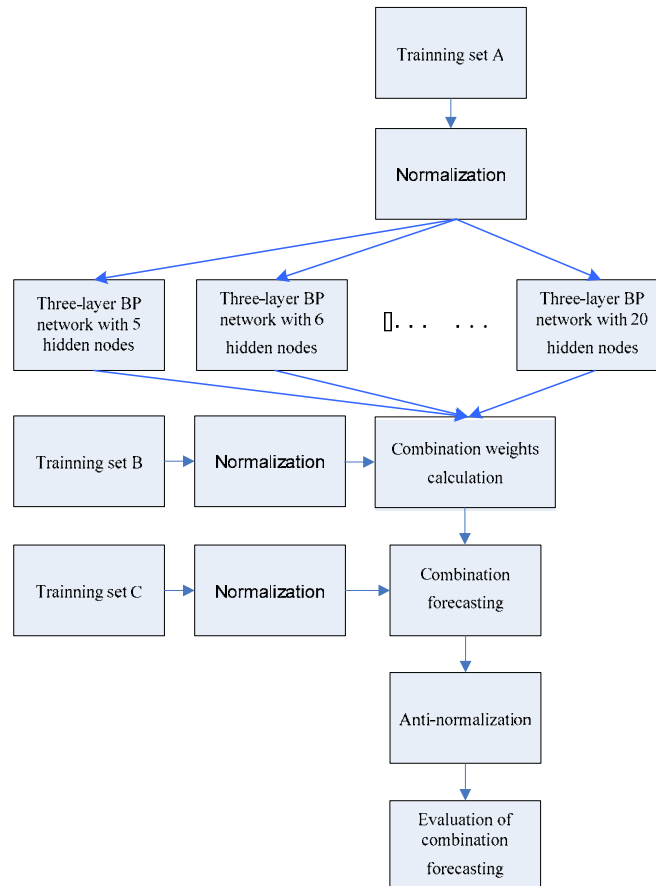 Trainning set A
Normalization
Three-layer BP
network with 5
hidden nodes
Three-layer BP
network with 6
hidden nodes
▯. . .   . . .
Three-layer BP
network with 20
hidden nodes
Trainning set B
Normalization
Combination weights
calculation
Trainning set C
Normalization
Combination
forecasting
Anti-normalization
Evaluation of
combination
forecasting